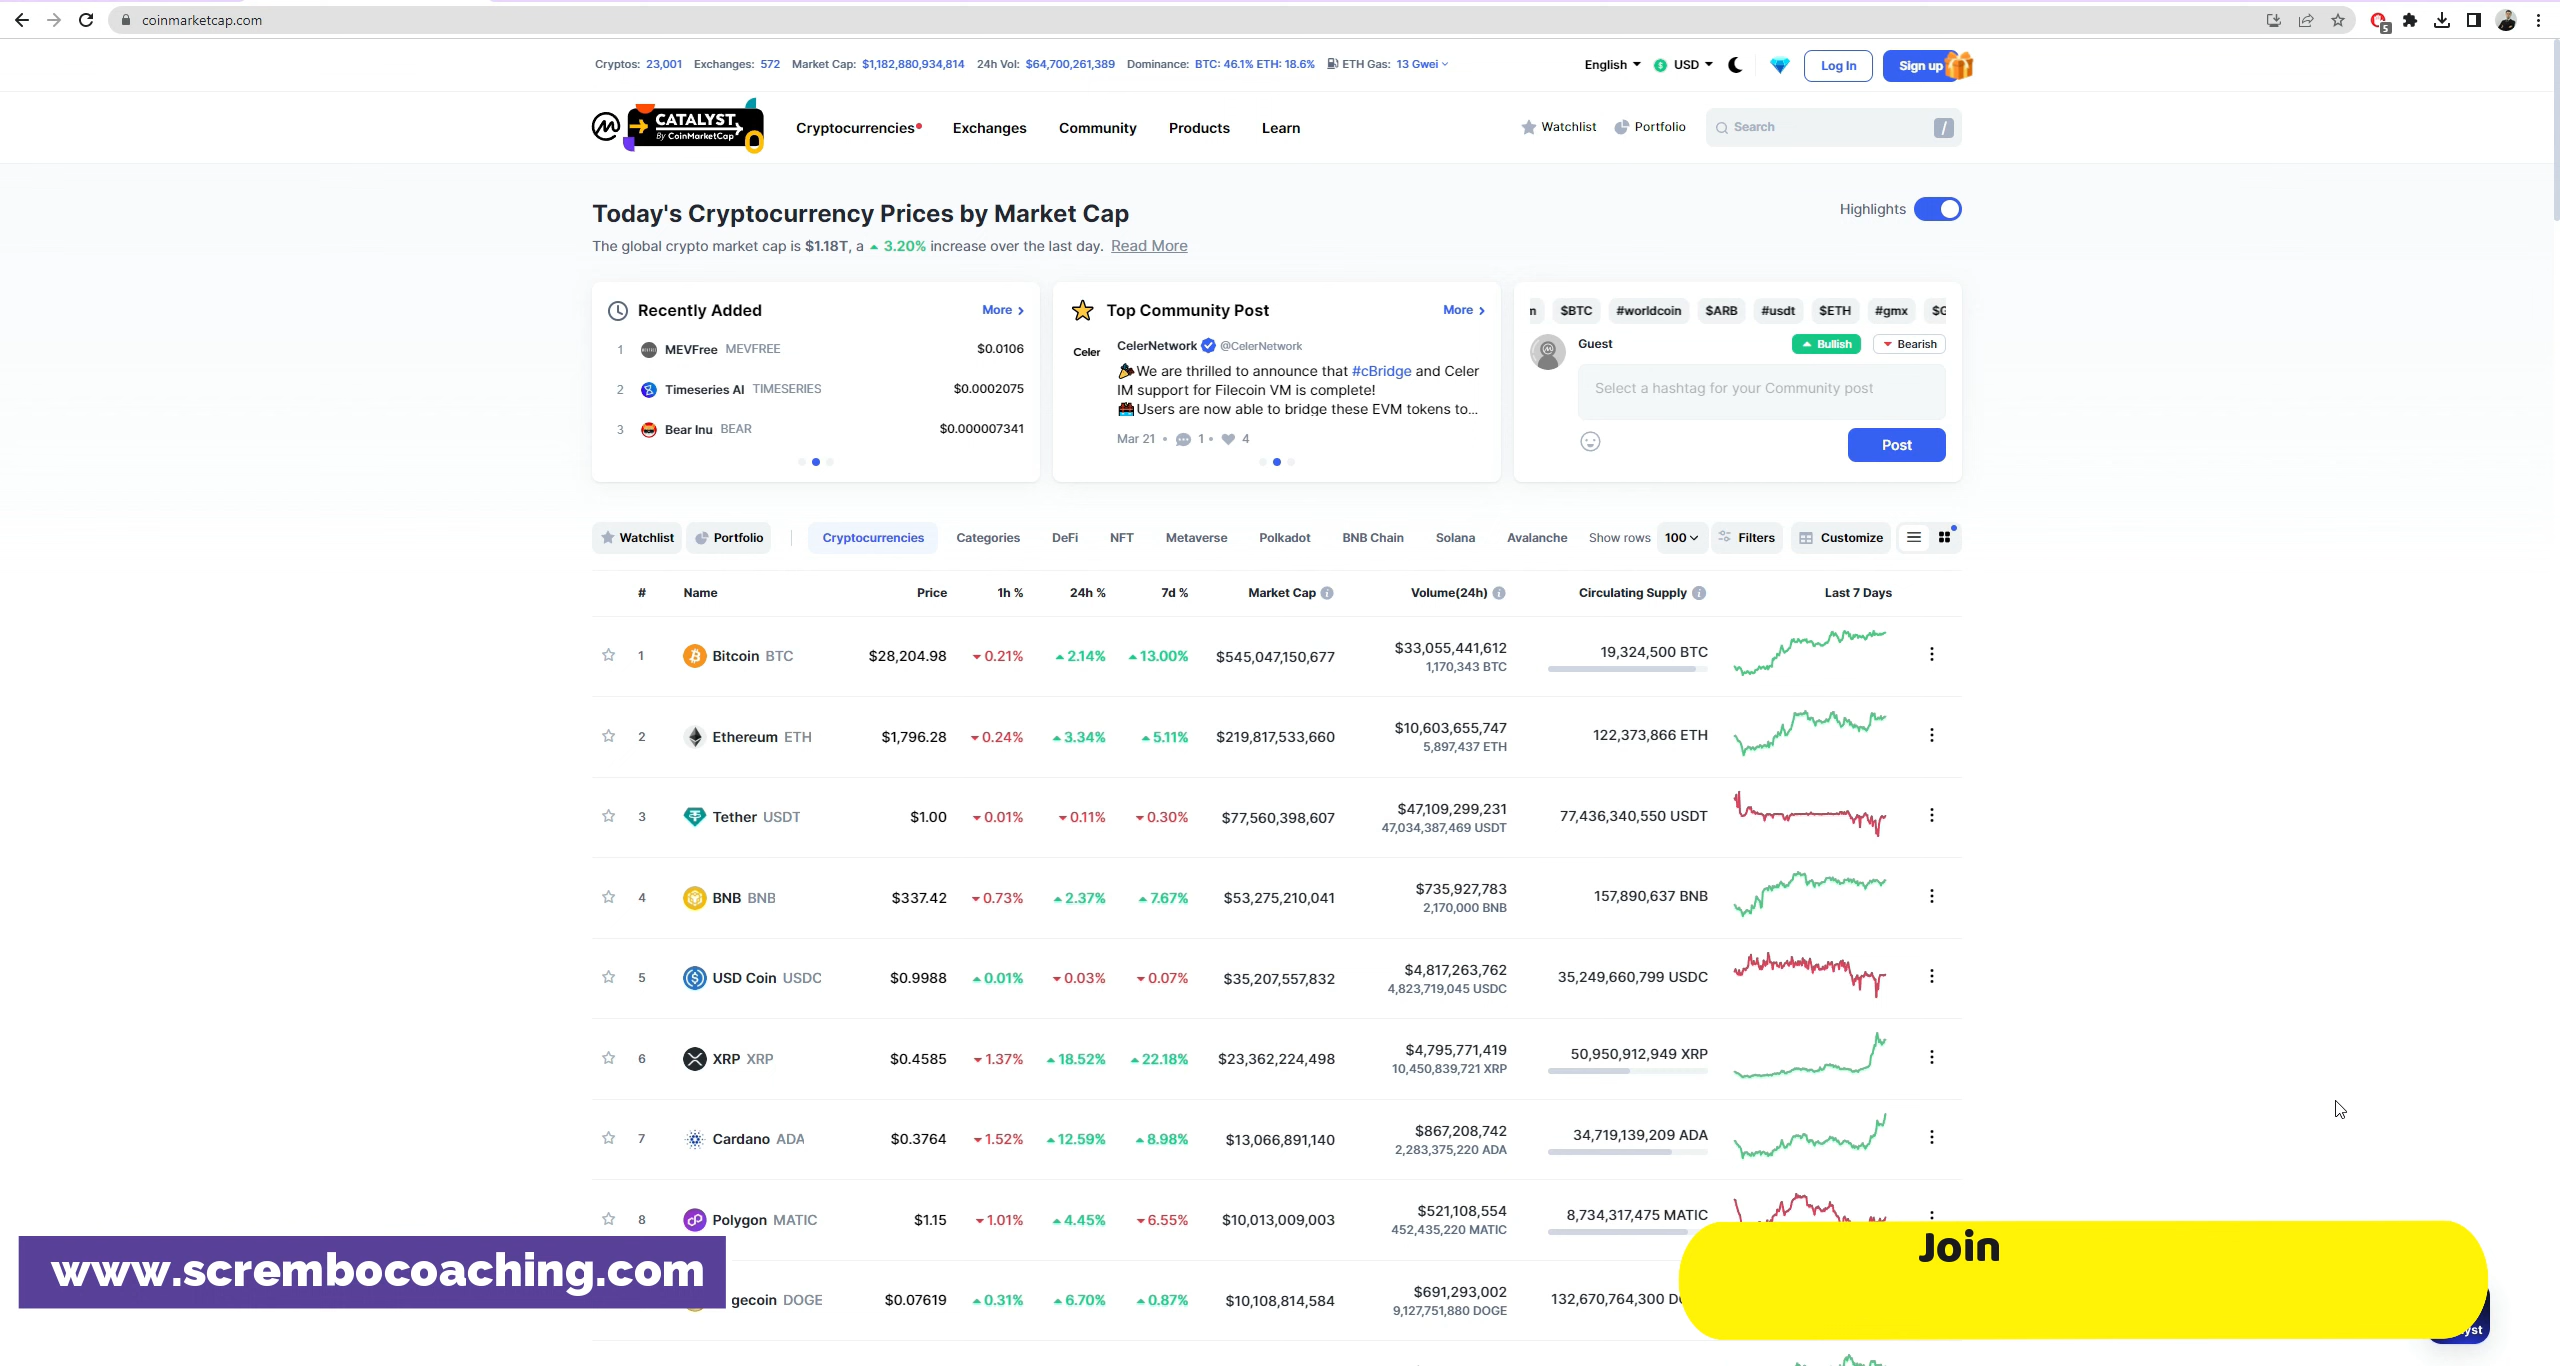 coinmarketcap.com
5
Cryptos: 23,001 Exchanges: 572 Market Cap: $1,182,880,934,814 24h Vol: $64,700,261,389 Dominance: BTC: 46.1% ETH: 18.6% ETH Gas: 13 Gwei
English USD Log In Sign up
CATALYST
By CoinMarketCap
Cryptocurrencies Exchanges Community Products Learn
Watchlist Portfolio Search /
Today's Cryptocurrency Prices by Market Cap
Highlights
The global crypto market cap is $1.18T, a 3.20% increase over the last day. Read More
Recently Added More
1 MEVFree MEVFREE $0.0106
2 Timeseries AI TIMESERIES $0.0002075
3 Bear Inu BEAR $0.000007341
Top Community Post More
Celer
CelerNetwork @CelerNetwork
We are thrilled to announce that #cBridge and Celer
IM support for Filecoin VM is complete!
Users are now able to bridge these EVM tokens to...
Mar 21 • 1 • 4
$BTC #worldcoin $ARB #usdt $ETH #gmx
Guest Bullish Bearish
Select a hashtag for your Community post
Post
Watchlist Portfolio Cryptocurrencies Categories DeFi NFT Metaverse Polkadot BNB Chain Solana Avalanche Show rows 100 Filters Customize
# Name Price 1h % 24h % 7d % Market Cap Volume(24h) Circulating Supply Last 7 Days
1 Bitcoin BTC $28,204.98 0.21% 2.14% 13.00% $545,047,150,677 $33,055,441,612 19,324,500 BTC
1,170,343 BTC
2 Ethereum ETH $1,796.28 0.24% 3.34% 5.11% $219,817,533,660 $10,603,655,747 122,373,866 ETH
5,897,437 ETH
3 Tether USDT $1.00 0.01% 0.11% 0.30% $77,560,398,607 $47,109,299,231 77,436,340,550 USDT
47,034,387,469 USDT
4 BNB BNB $337.42 0.73% 2.37% 7.67% $53,275,210,041 $735,927,783 157,890,637 BNB
2,170,000 BNB
5 USD Coin USDC $0.9988 0.01% 0.03% 0.07% $35,207,557,832 $4,817,263,762 35,249,660,799 USDC
4,823,719,045 USDC
6 XRP XRP $0.4585 1.37% 18.52% 22.18% $23,362,224,498 $4,795,771,419 50,950,912,949 XRP
10,450,839,721 XRP
7 Cardano ADA $0.3764 1.52% 12.59% 8.98% $13,066,891,140 $867,208,742 34,719,139,209 ADA
2,283,375,220 ADA
8 Polygon MATIC $1.15 1.01% 4.45% 6.55% $10,013,009,003 $521,108,554 8,734,317,475 MATIC
452,435,220 MATIC
www.scrembocoaching.com
Join
gecoin DOGE $0.07619 0.31% 6.70% 0.87% $10,108,814,584 $691,293,002 132,670,764,300 D
9,127,751,880 DOGE
yst